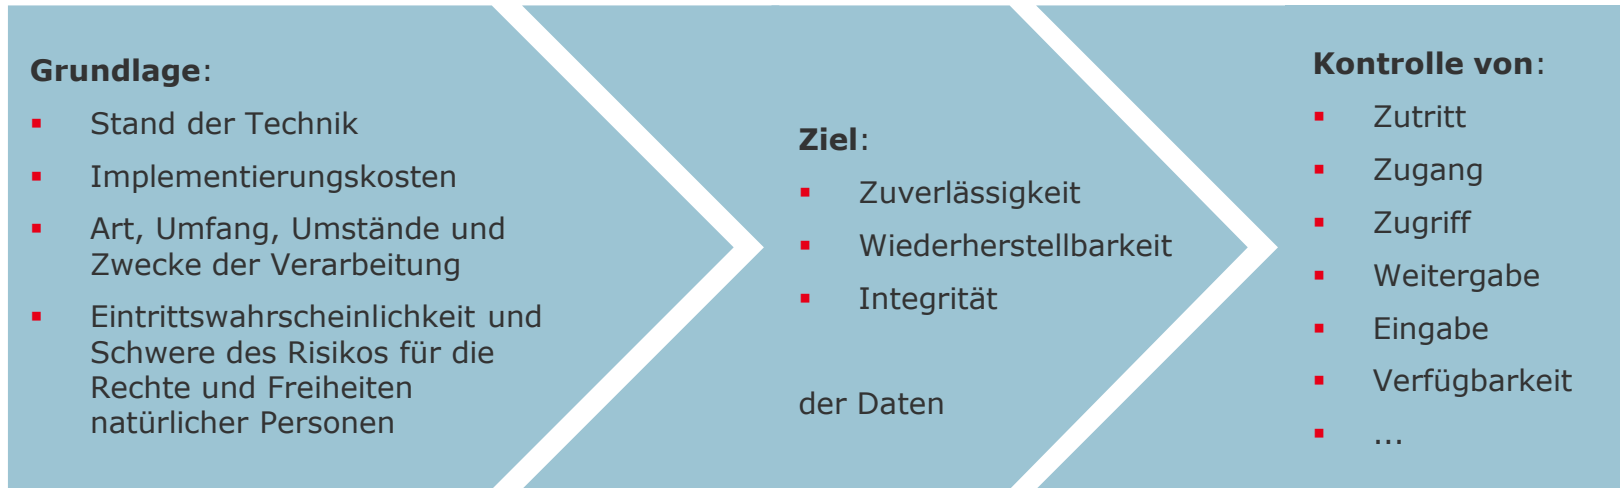 Grundlage:
▪ Stand der Technik
▪ Implementierungskosten
▪ Art, Umfang, Umstände und
Zwecke der Verarbeitung
▪ Eintrittswahrscheinlichkeit und
Schwere des Risikos für die
Rechte und Freiheiten
natürlicher Personen
Ziel:
▪ Zuverlässigkeit
▪ Wiederherstellbarkeit
▪ Integrität
der Daten
Kontrolle von:
▪ Zutritt
▪ Zugang
▪ Zugriff
▪ Weitergabe
▪ Eingabe
▪ Verfügbarkeit
▪ ...